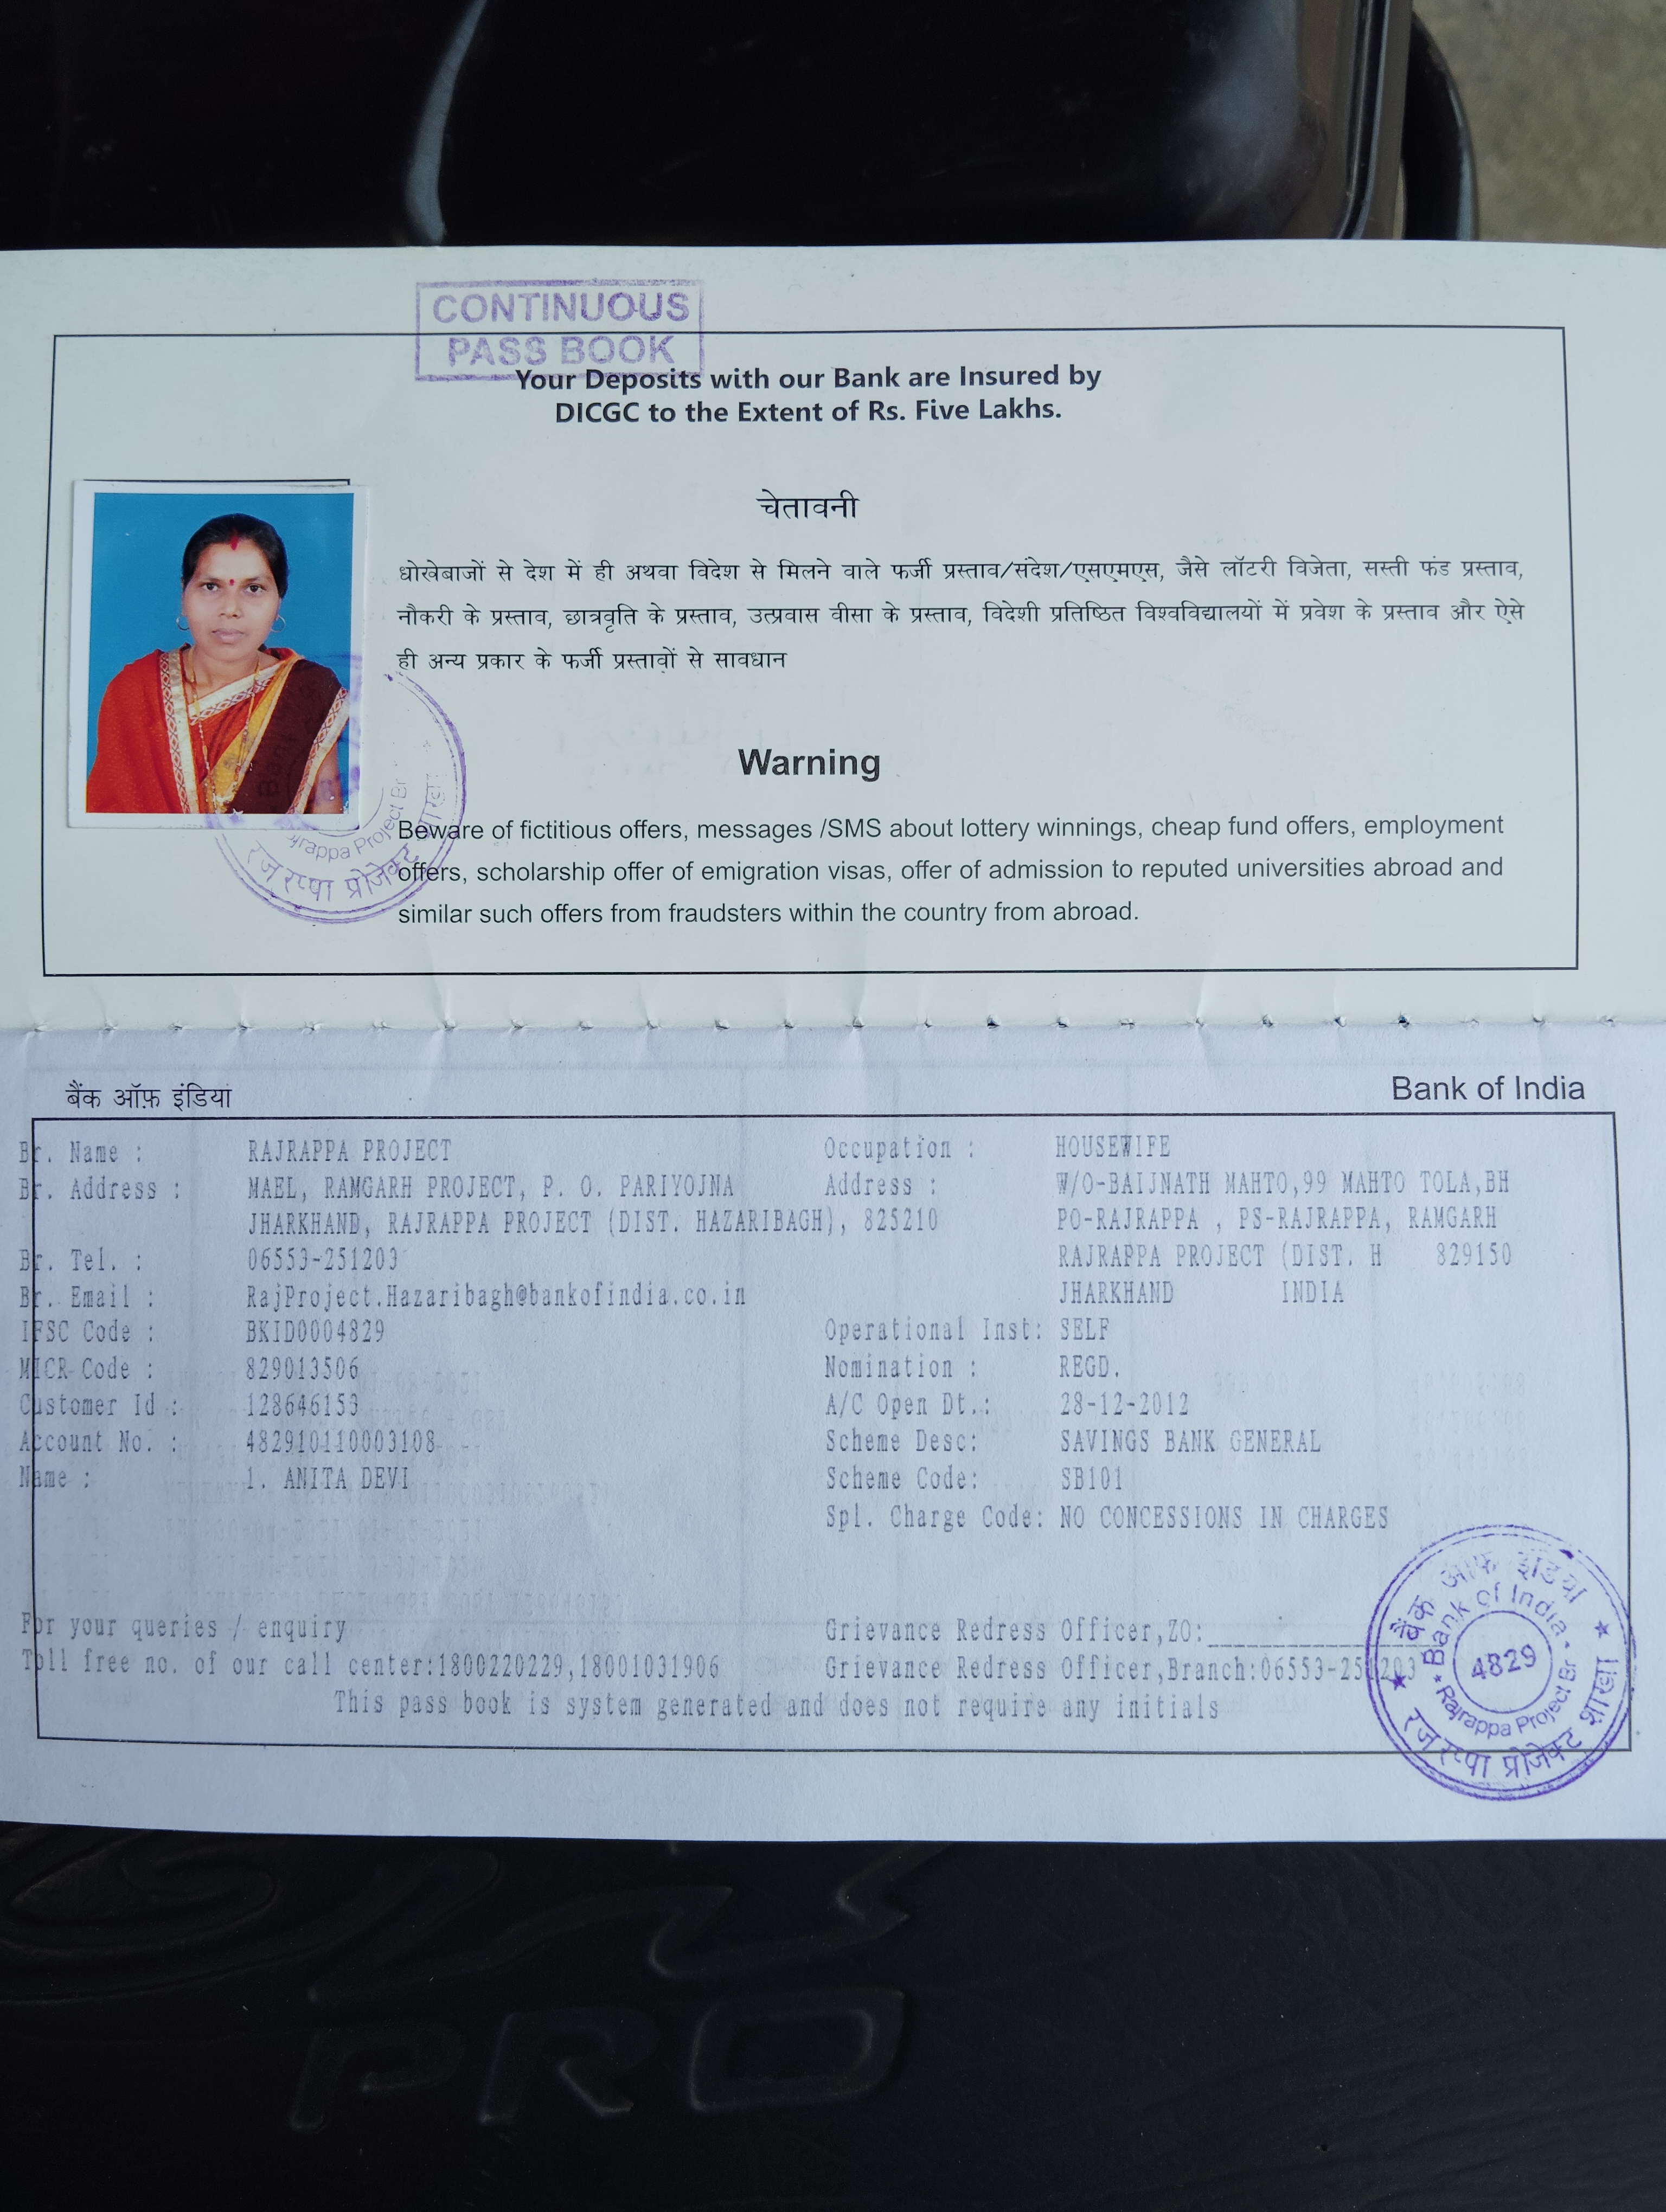 CONTINUOUS
PASS BOOK
Your Deposits with our Bank are Insured by
DICGC to the Extent of Rs. Five Lakhs.
चेतावनी
धोखेबाजों से देश में ही अथवा विदेश से मिलने वाले फर्जी प्रस्ताव/संदेश/एसएमएस, जैसे लॉटरी विजेता, सस्ती फंड प्रस्ताव,
नौकरी के प्रस्ताव, छात्रवृति के प्रस्ताव, उत्प्रवास वीसा के प्रस्ताव, विदेशी प्रतिष्ठित विश्वविद्यालयों में प्रवेश के प्रस्ताव और ऐसे
ही अन्य प्रकार के फर्जी प्रस्तावों से सावधान
Warning
Beware of fictitious offers, messages /SMS about lottery winnings, cheap fund offers, employment
offers, scholarship offer of emigration visas, offer of admission to reputed universities abroad and
similar such offers from fraudsters within the country from abroad.
Project Br
प्रोजेक्ट शाखा
बैंक ऑफ़ इंडिया Bank of India
Br. Name : RAJRAPPA PROJECT Occupation : HOUSEWIFE
Br. Address : MAEL, RAMGARH PROJECT, P. O. PARIYOJNA Address : W/O-BAIJNATH MAHTO,99 MAHTO TOLA,BH
JHARKHAND, RAJRAPPA PROJECT (DIST. HAZARIBAGH), 825210 PO-RAJRAPPA , PS-RAJRAPPA, RAMGARH
Br. Tel. : 06553-251203 RAJRAPPA PROJECT (DIST. H 829150
Br. Email : RajProject.Hazaribagh@bankofindia.co.in JHARKHAND INDIA
IFSC Code : BKID0004829 Operational Inst: SELF
MICR Code : 829013506 Nomination : REGD.
Customer Id : 128646153 A/C Open Dt.: 28-12-2012
Account No. : 482910110003108 Scheme Desc: SAVINGS BANK GENERAL
Name : 1. ANITA DEVI Scheme Code: SB101
Spl. Charge Code: NO CONCESSIONS IN CHARGES
For your queries / enquiry Grievance Redress Officer,ZO:
Toll free no. of our call center:1800220229,18001031906 Grievance Redress Officer,Branch:06553-251203
This pass book is system generated and does not require any initials
बैंक ऑफ इंडिया
Bank of India
4829
Rajrappa Project Br
रजरप्पा प्रोजेक्ट शाखा
PRO